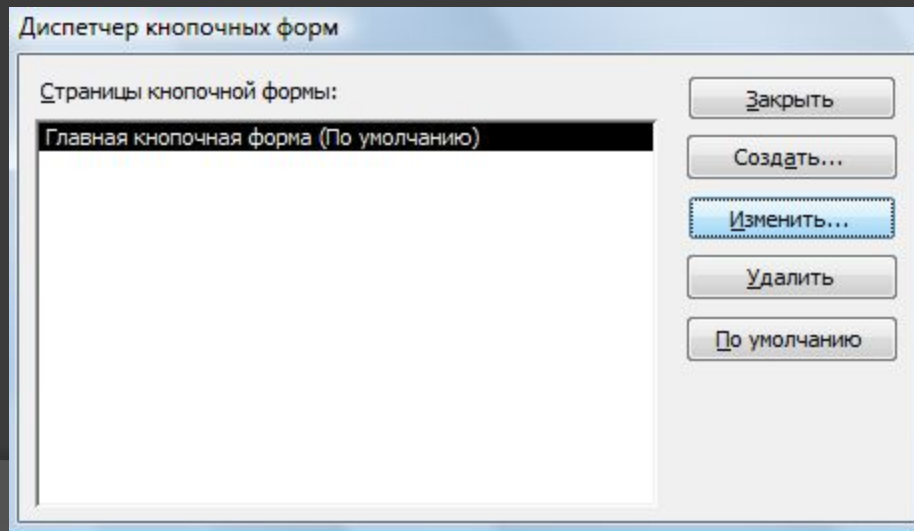 Диспетчер кнопочных форм
Страницы кнопочной формы:
Главная кнопочная форма (По умолчанию)
Закрыть
Создать...
Изменить...
Удалить
По умолчанию